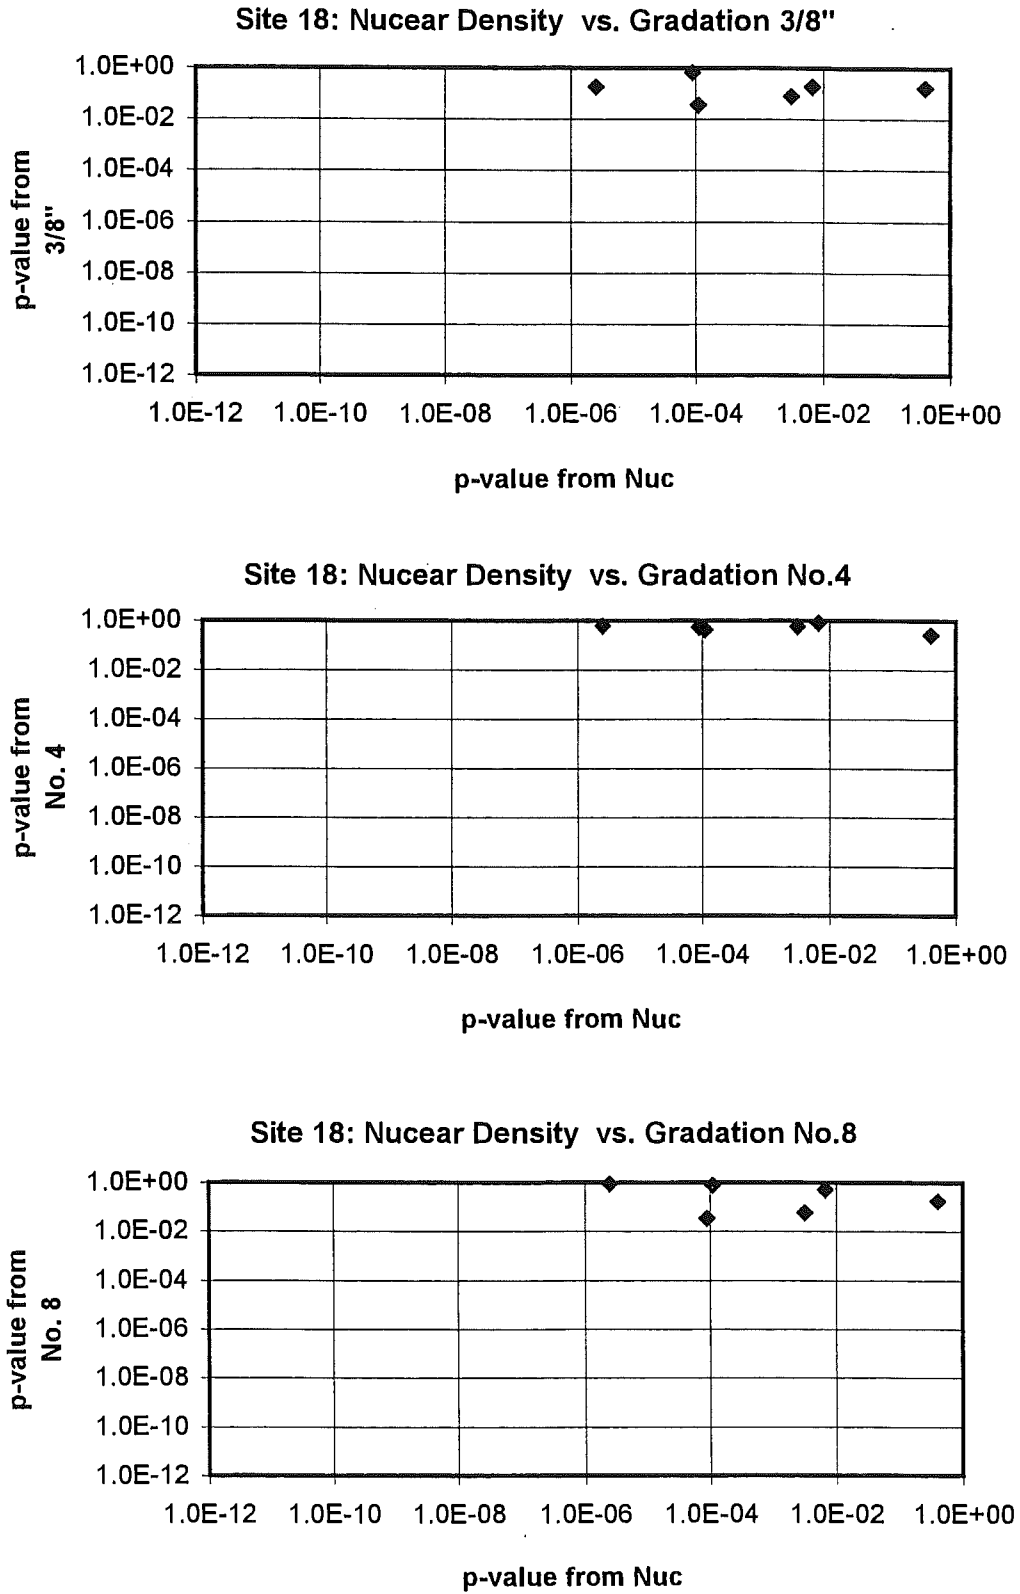 Site 18: Nucear Density vs. Gradation 3/8"
1.0E+00
1.0E-02
1.0E-04
1.0E-06
1.0E-08
1.0E-10
1.0E-12
p-value from
3/8"
1.0E-12 1.0E-10 1.0E-08 1.0E-06 1.0E-04 1.0E-02 1.0E+00
p-value from Nuc
Site 18: Nucear Density vs. Gradation No.4
1.0E+00
1.0E-02
1.0E-04
1.0E-06
1.0E-08
1.0E-10
1.0E-12
p-value from
No. 4
1.0E-12 1.0E-10 1.0E-08 1.0E-06 1.0E-04 1.0E-02 1.0E+00
p-value from Nuc
Site 18: Nucear Density vs. Gradation No.8
1.0E+00
1.0E-02
1.0E-04
1.0E-06
1.0E-08
1.0E-10
1.0E-12
p-value from
No. 8
1.0E-12 1.0E-10 1.0E-08 1.0E-06 1.0E-04 1.0E-02 1.0E+00
p-value from Nuc